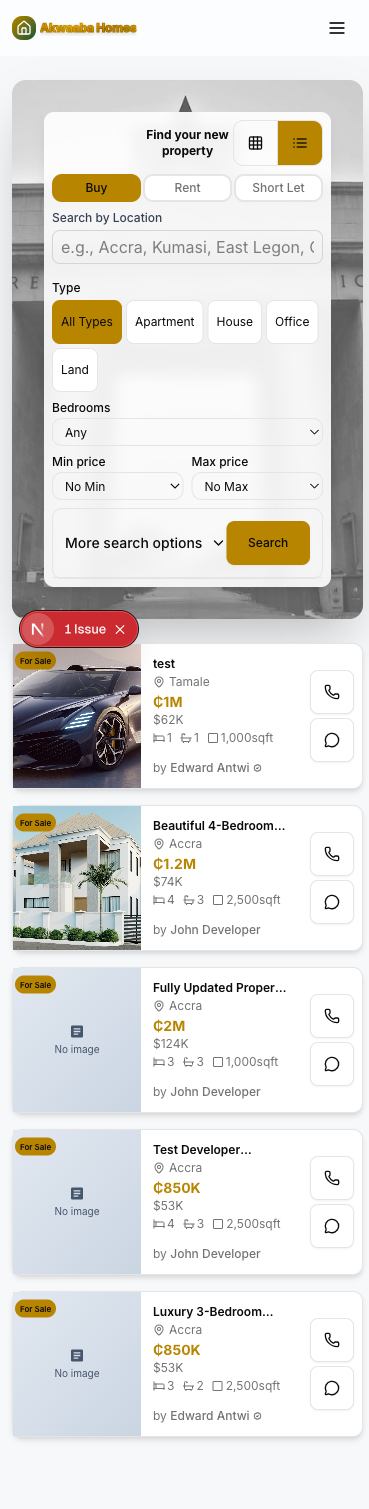 Akwaaba Homes
Find your new
property
Buy
Rent
Short Let
Search by Location
e.g., Accra, Kumasi, East Legon, C
Type
All Types
Apartment
House
Office
Land
Bedrooms
Any
Min price
Max price
No Min
No Max
More search options
Search
N
1 Issue
For Sale
test
Tamale
₵1M
$62K
1 1 1,000sqft
by Edward Antwi
For Sale
Beautiful 4-Bedroom...
Accra
₵1.2M
$74K
4 3 2,500sqft
by John Developer
For Sale
No image
Fully Updated Proper...
Accra
₵2M
$124K
3 3 1,000sqft
by John Developer
For Sale
No image
Test Developer...
Accra
₵850K
$53K
4 3 2,500sqft
by John Developer
For Sale
No image
Luxury 3-Bedroom...
Accra
₵850K
$53K
3 2 2,500sqft
by Edward Antwi